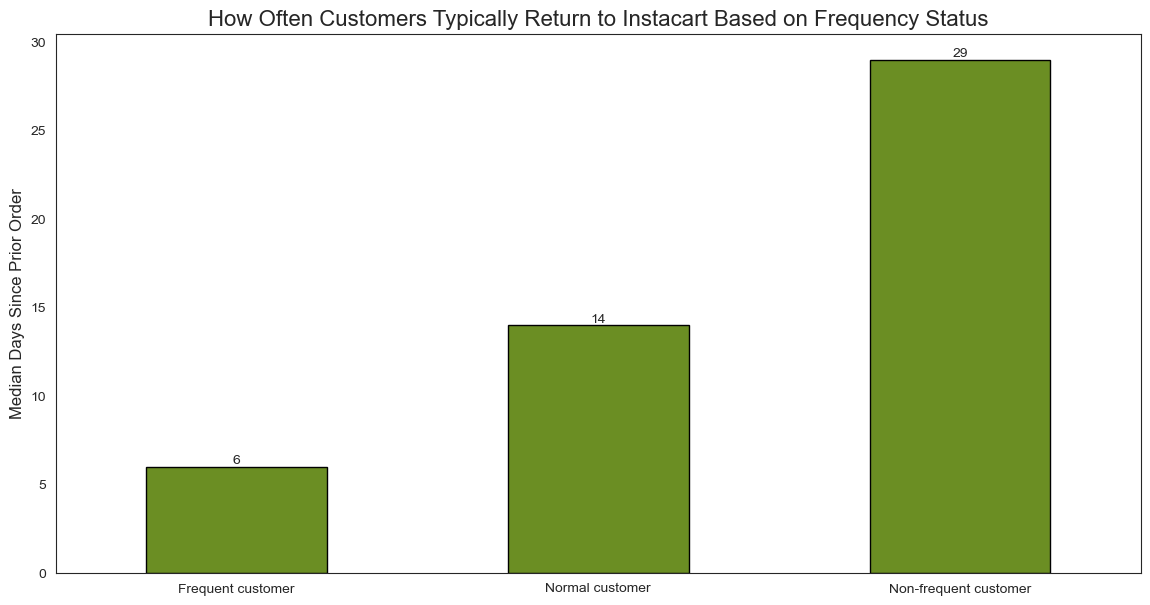 How Often Customers Typically Return to Instacart Based on Frequency Status
Median Days Since Prior Order
30
25
20
15
10
5
0
6
14
29
Frequent customer
Normal customer
Non-frequent customer